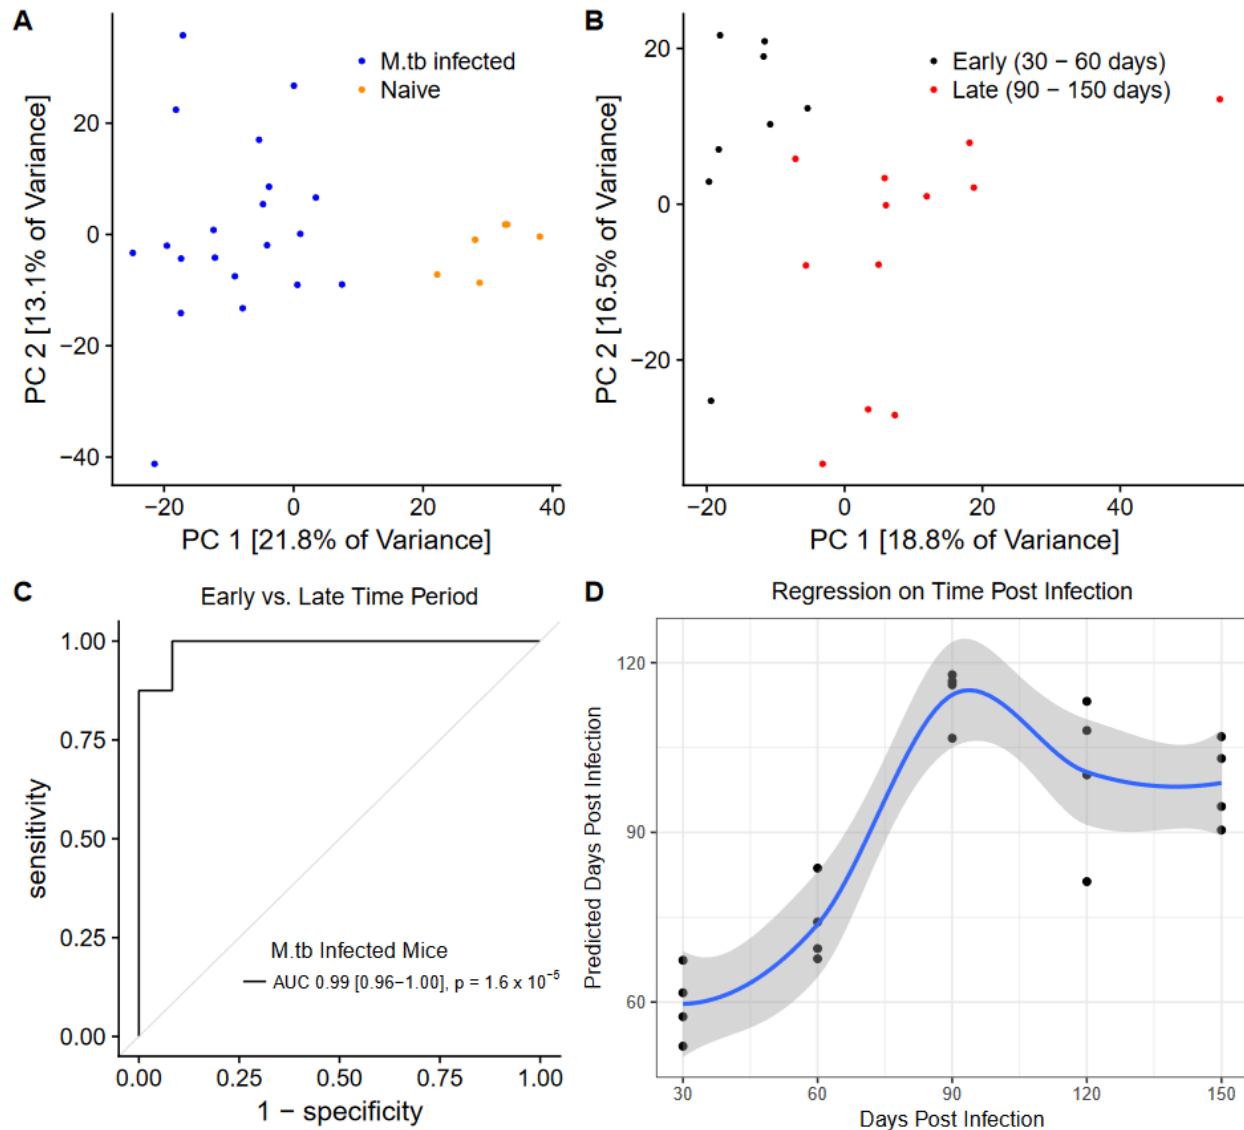 A
M.tb infected
Naive
20
0
−20
−40
PC 2 [13.1% of Variance]
−20
0
20
40
PC 1 [21.8% of Variance]
B
Early (30 − 60 days)
Late (90 − 150 days)
20
0
−20
PC 2 [16.5% of Variance]
−20
0
20
40
PC 1 [18.8% of Variance]
C
Early vs. Late Time Period
1.00
0.75
0.50
0.25
0.00
sensitivity
M.tb Infected Mice
AUC 0.99 [0.96−1.00], p = 1.6 x 10⁻⁵
0.00
0.25
0.75
1.00
1 − specificity
D
Regression on Time Post Infection
120
90
60
Predicted Days Post Infection
30
60
90
120
150
Days Post Infection